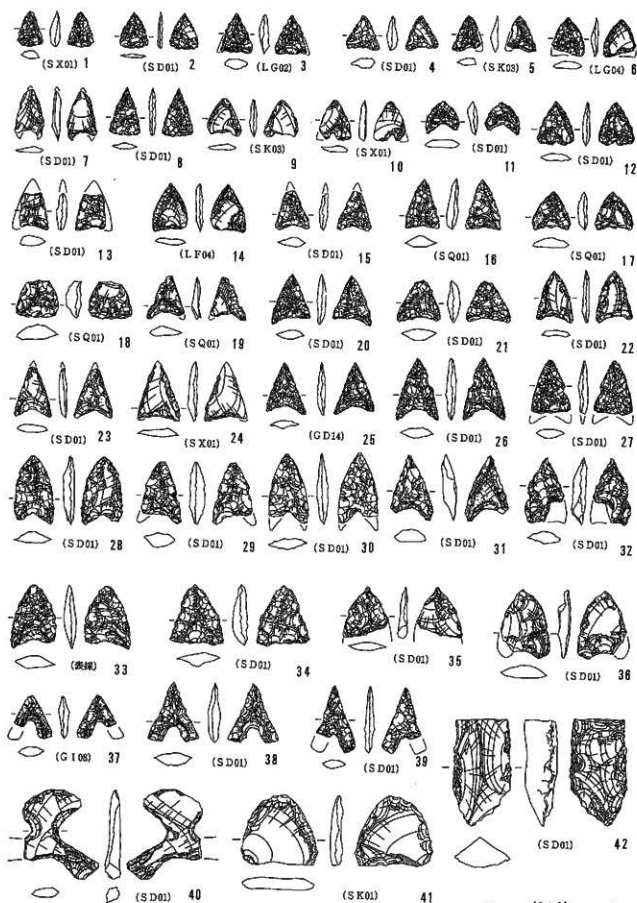 (SX01) 1 (SD01) 2 (LG02) 3 (SD01) 4 (SK03) 5 (LG04) 6
(SD01) 7 (SD01) 8 (SK03) 9 (SX01) 10 (SD01) 11 (SD01) 12
(SD01) 13 (LF04) 14 (SD01) 15 (SQ01) 16 (SQ01) 17
(SQ01) 18 (SQ01) 19 (SD01) 20 (SD01) 21 (SD01) 22
(SD01) 23 (SX01) 24 (GD14) 25 (SD01) 26 (SD01) 27
(SD01) 28 (SD01) 29 (SD01) 30 (SD01) 31 (SD01) 32
(表採) 33 (SD01) 34 (SD01) 35 (SD01) 36
(GI08) 37 (SD01) 38 (SD01) 39
(SD01) 42
(SD01) 40 (SK01) 41